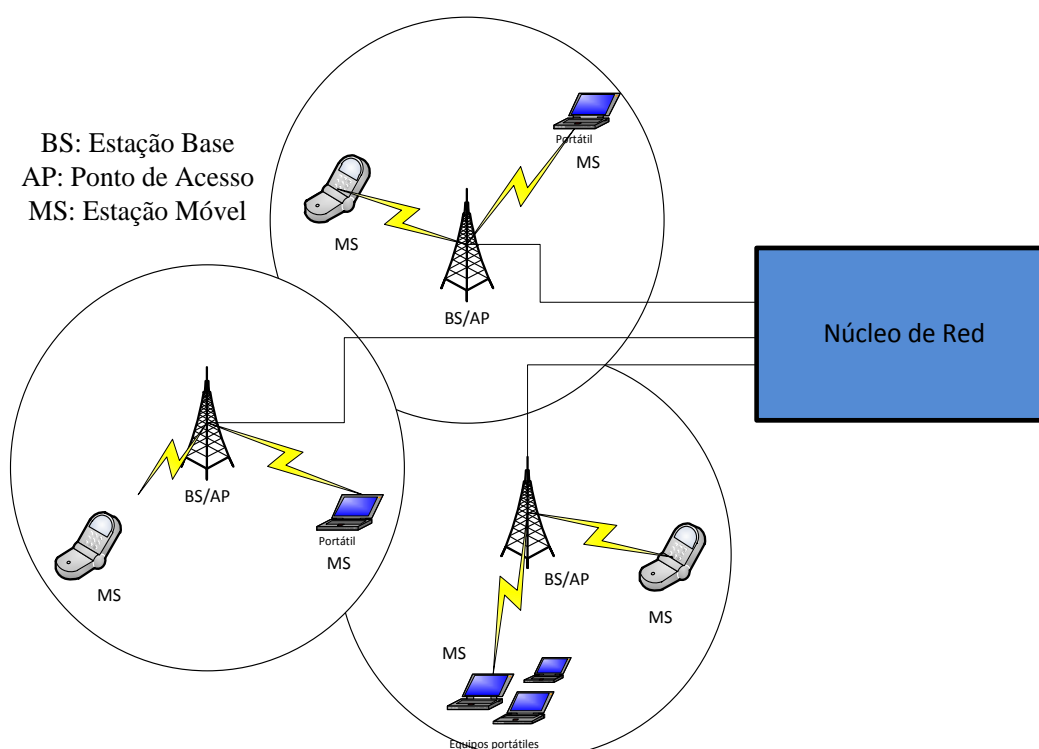 BS: Estação Base
AP: Ponto de Acesso
MS: Estação Móvel
Portátil
MS
MS
BS/AP
Núcleo de Red
BS/AP
Portátil
MS
MS
BS/AP
MS
MS
Equipos portátiles